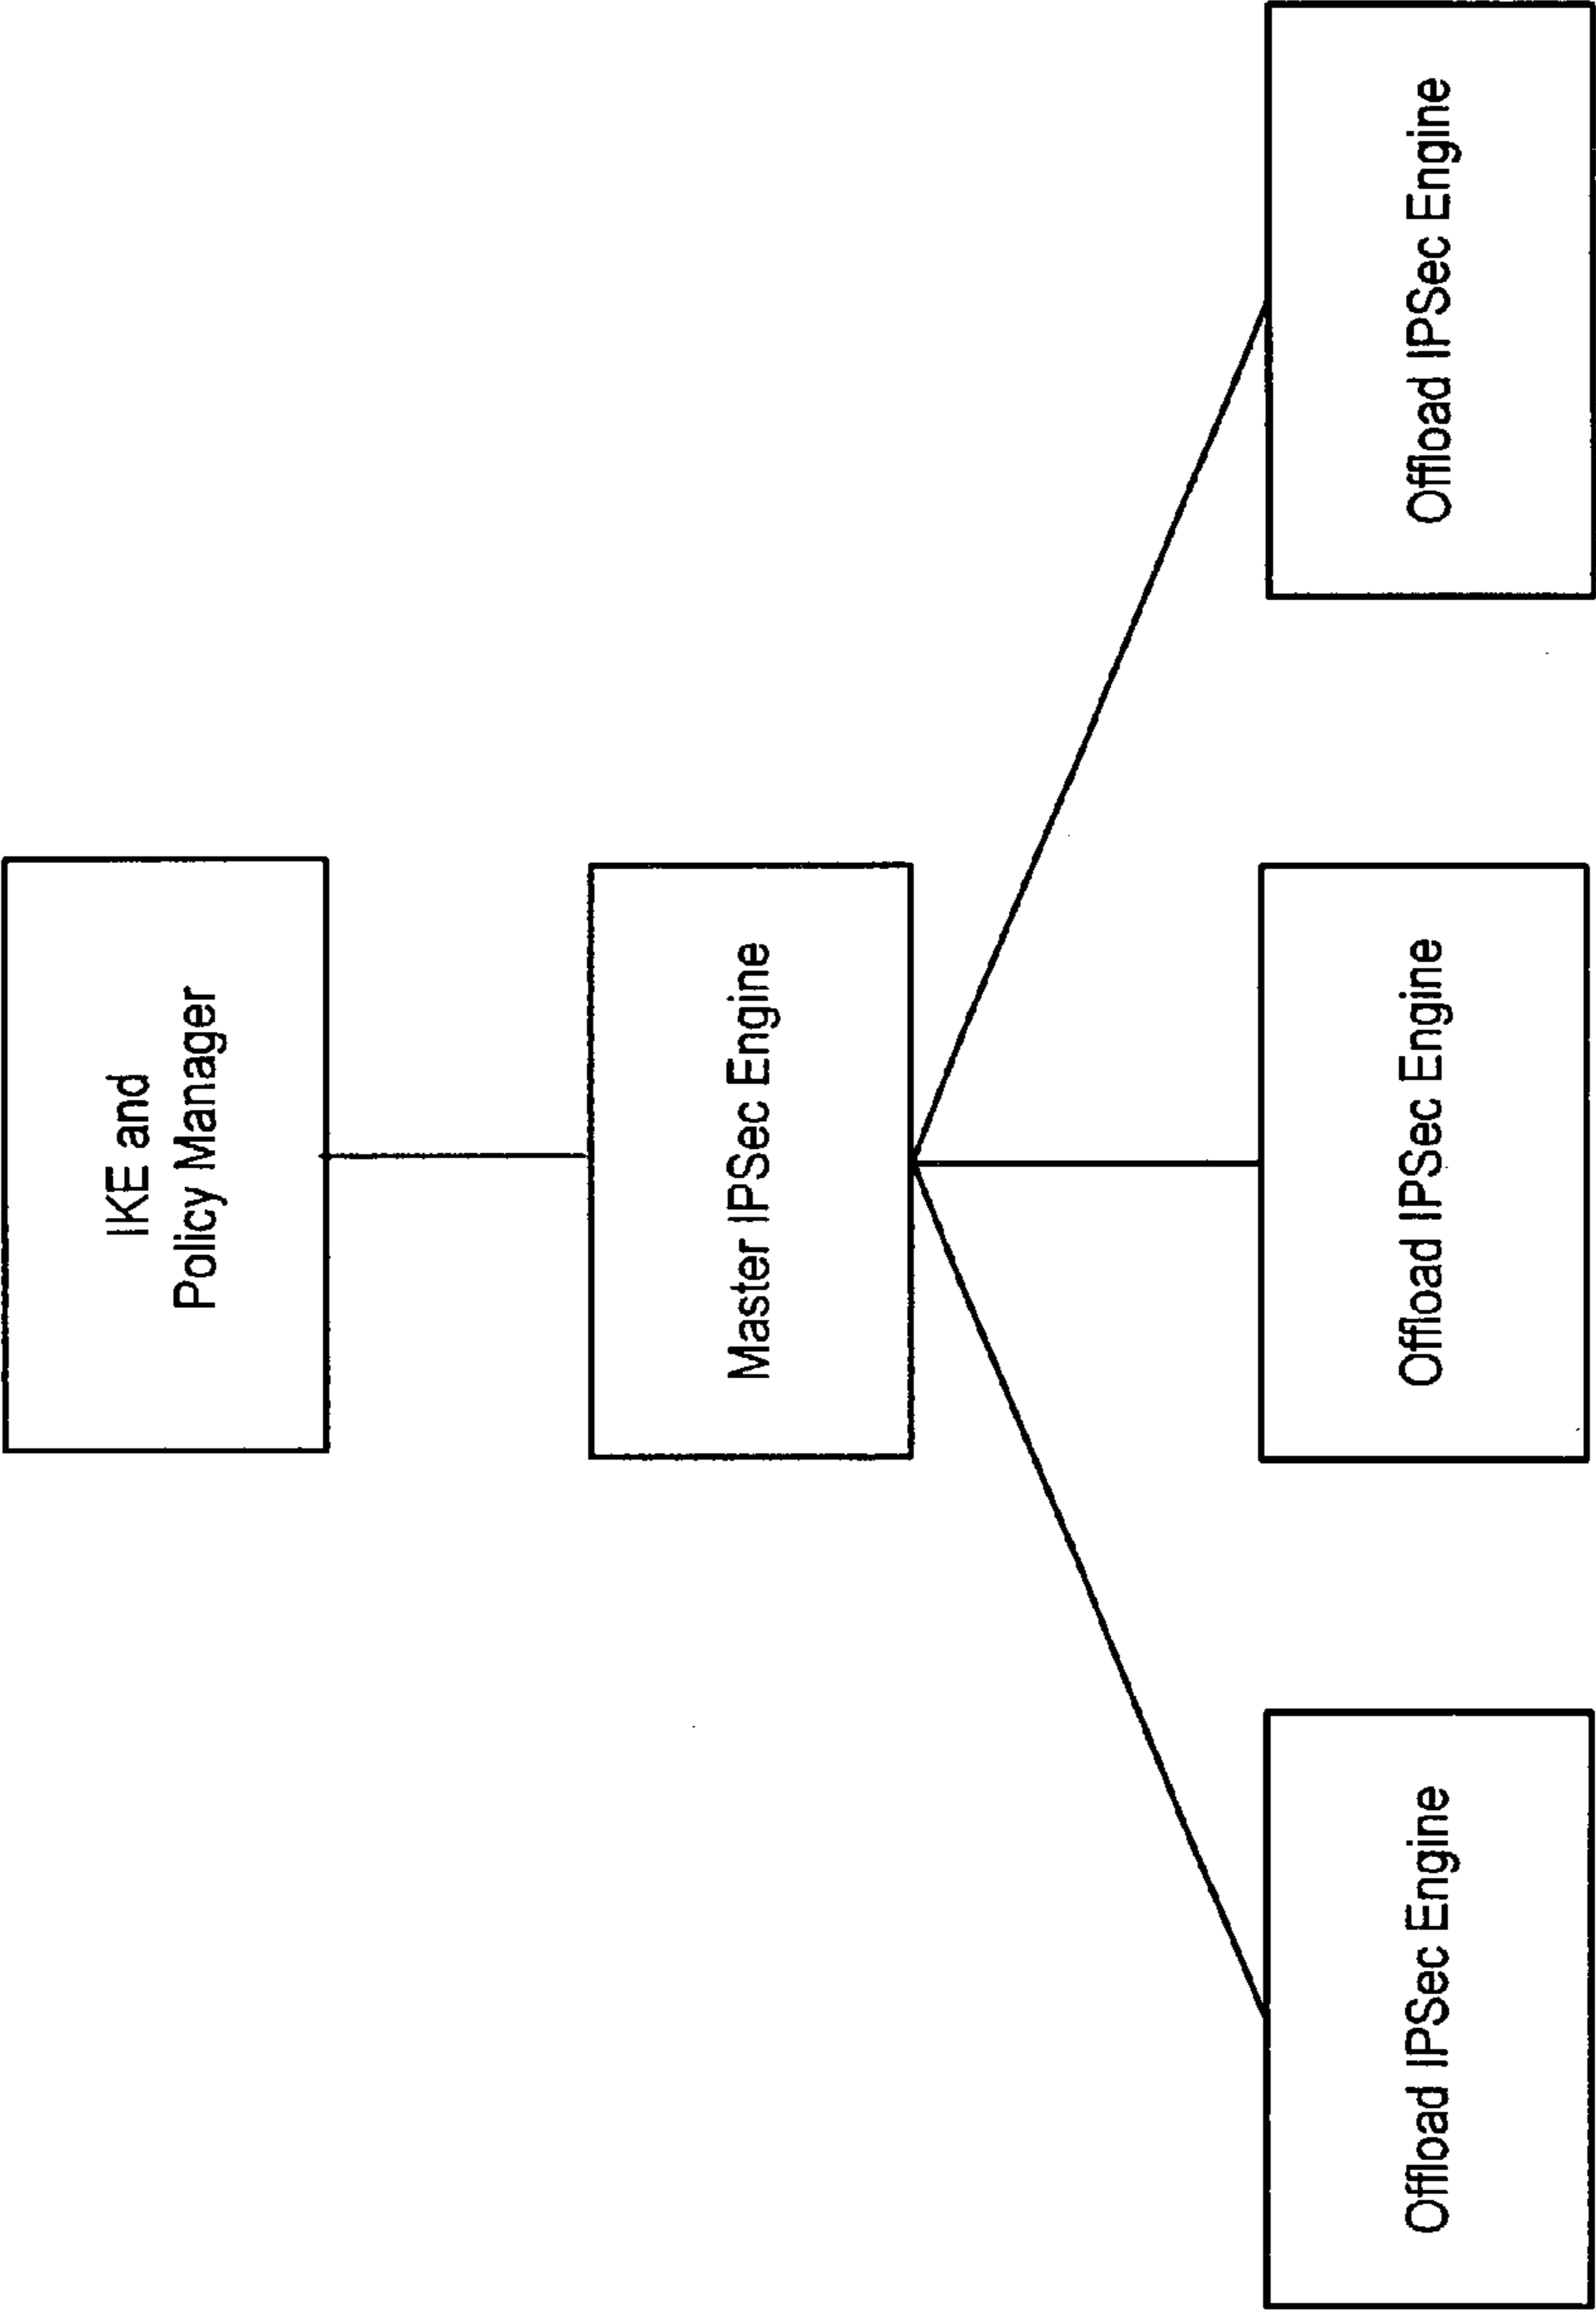 IKE and
Policy Manager
Master IPSec Engine
Offload IPSec Engine
Offload IPSec Engine
Offload IPSec Engine